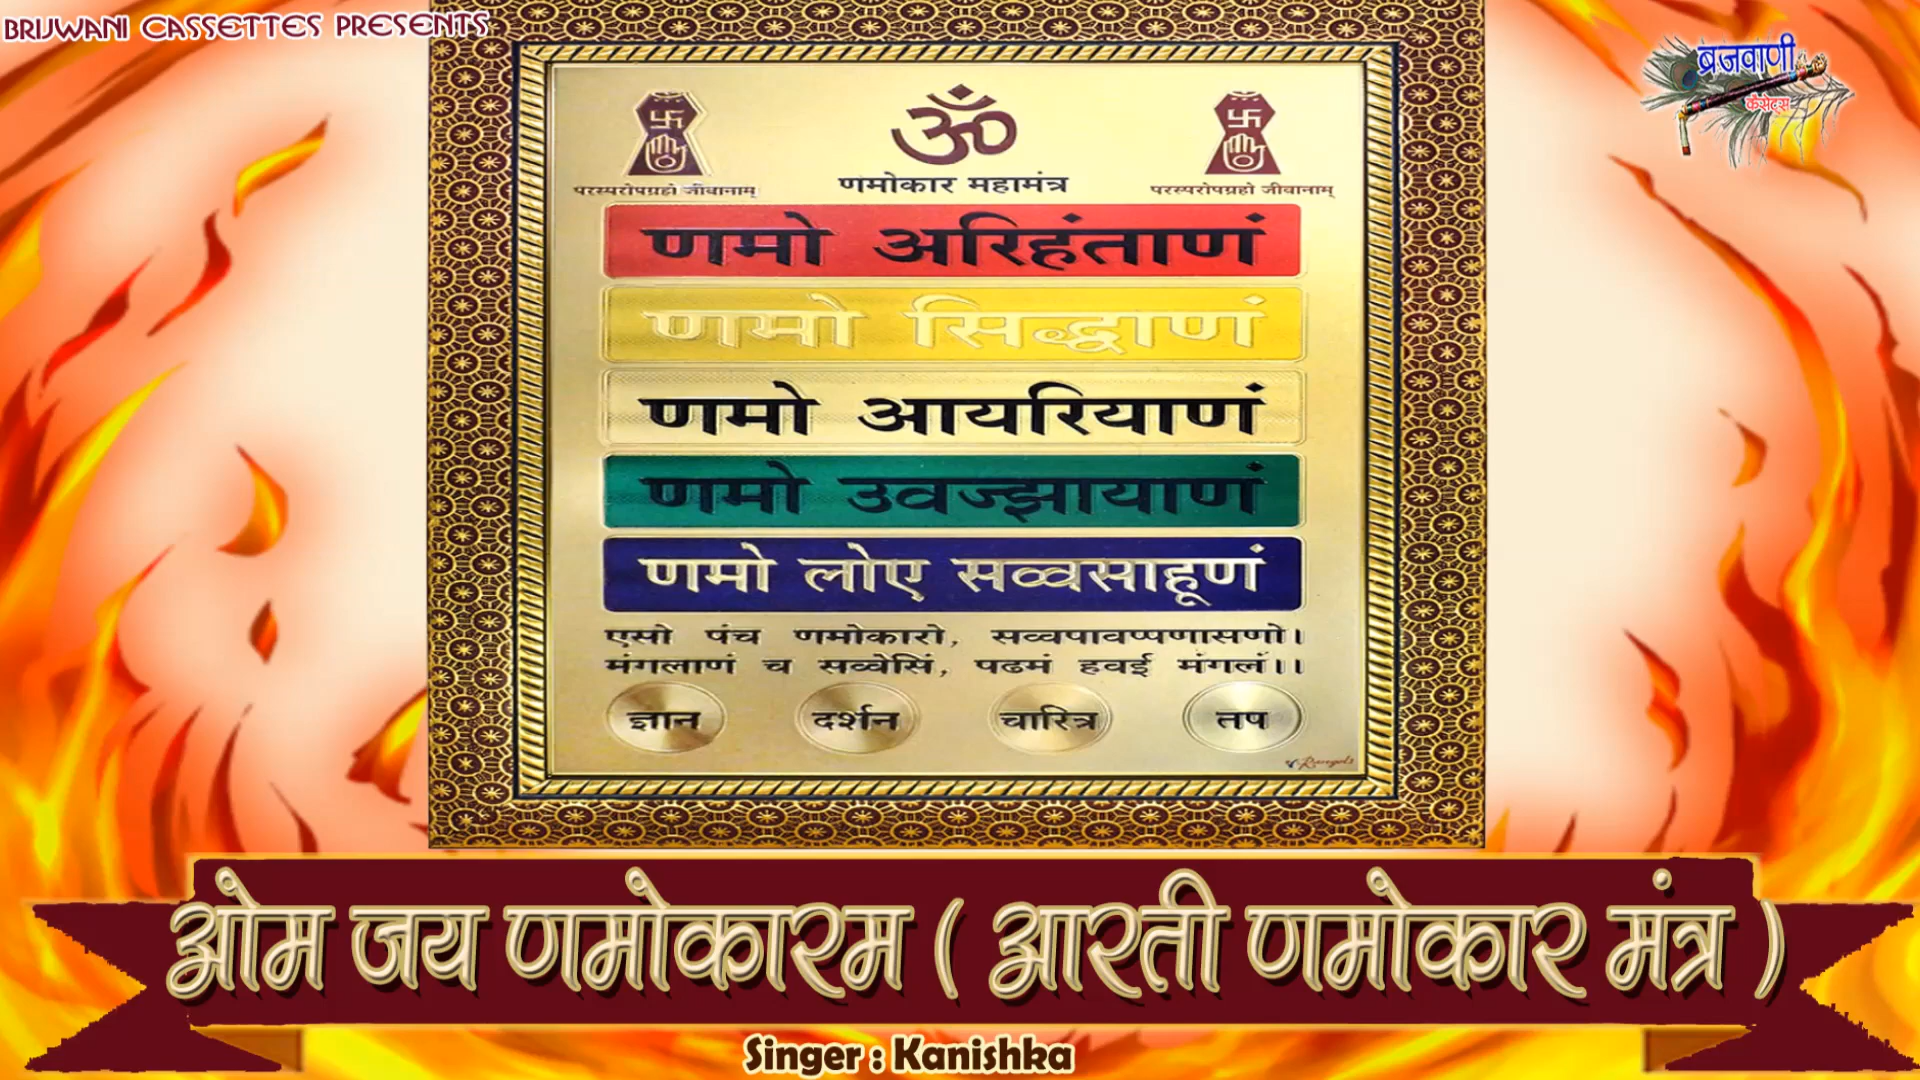 BRIJWANI CASSETTES PRESENTS
ब्रजवाणी
कैसेट्स
ॐ
णमोकार महामंत्र
परस्परोपग्रहो जीवानाम्
परस्परोपग्रहो जीवानाम्
णमो अरिहंताणं
णमो सिद्धाणं
णमो आयरियाणं
णमो उवज्झायाणं
णमो लोए सव्वसाहूणं
एसो पंच णमोकारो, सव्वपावप्पणासणो।
मंगलाणं च सव्वेसिं, पढमं हवई मंगलं।।
ज्ञान दर्शन चारित्र तप
ओम जय णमोकारम ( आरती णमोकार मंत्र )
Singer : Kanishka